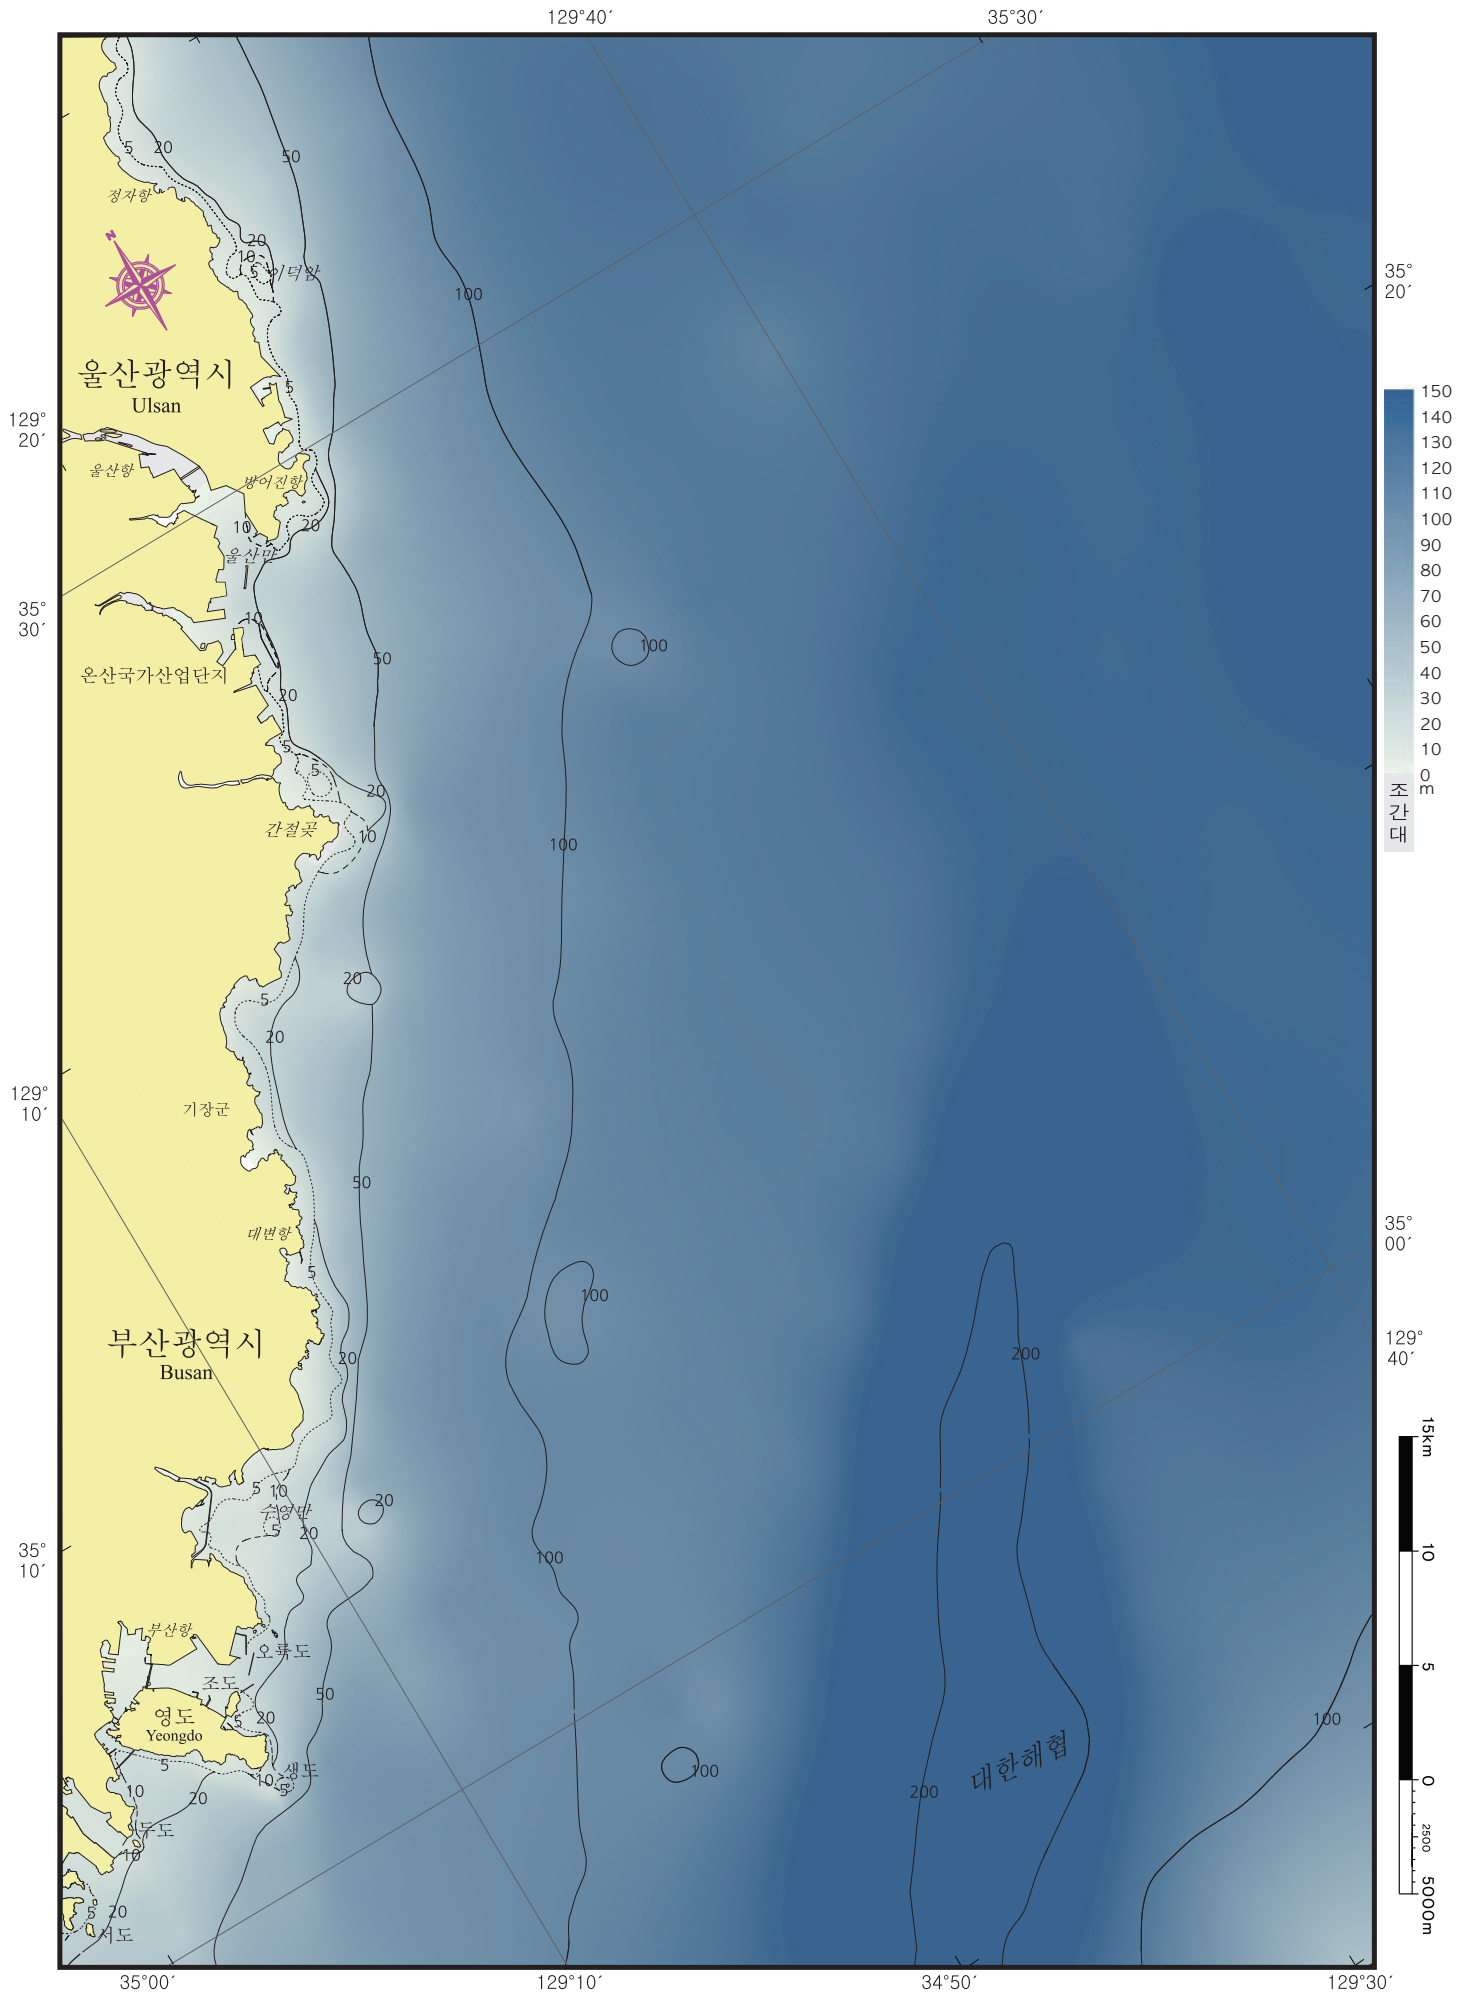 129°40´
35°30´
5
20
50
정자항
N
20
10
5
이덕암
35°
20´
100
울산광역시
Ulsan
5
129°
20´
울산항
방어진항
10
20
울산만
35°
30´
10
50
100
온산국가산업단지
20
5
5
20
간절곶
10
100
150
140
130
120
110
100
90
80
70
60
50
40
30
20
10
0
m
조
간
대
20
5
20
129°
10´
기장군
50
대변항
5
35°
00´
100
부산광역시
Busan
20
200
129°
40´
15km
5
10
수영만
5
20
20
35°
10´
100
10
부산항
오륙도
조도
5
50
영도
Yeongdo
5
20
100
대한해협
5
생도
10
5
100
0
10
20
200
두도
2500
10
5
20
서도
5000m
35°00´
129°10´
34°50´
129°30´